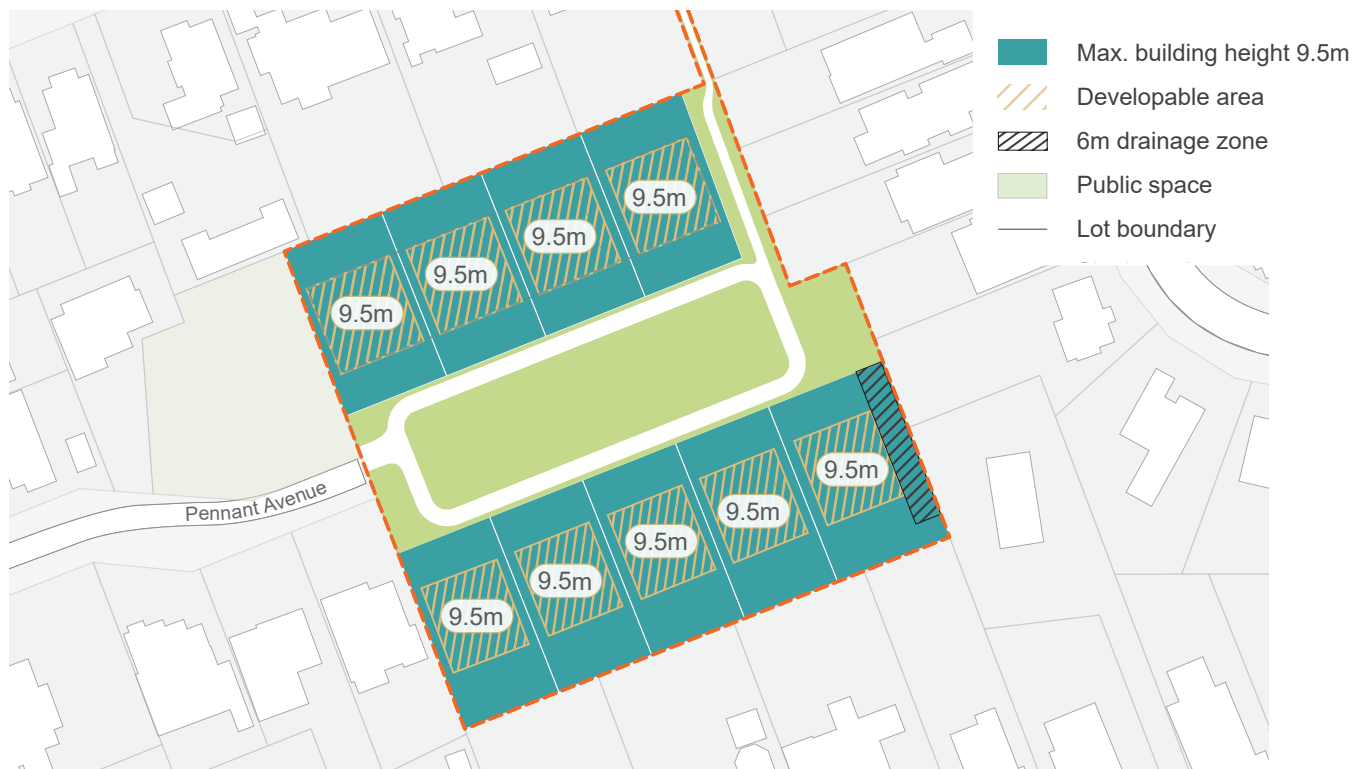 Max. building height 9.5m
Developable area
6m drainage zone
Public space
Lot boundary
9.5m
9.5m
9.5m
9.5m
9.5m
9.5m
9.5m
9.5m
9.5m
Pennant Avenue